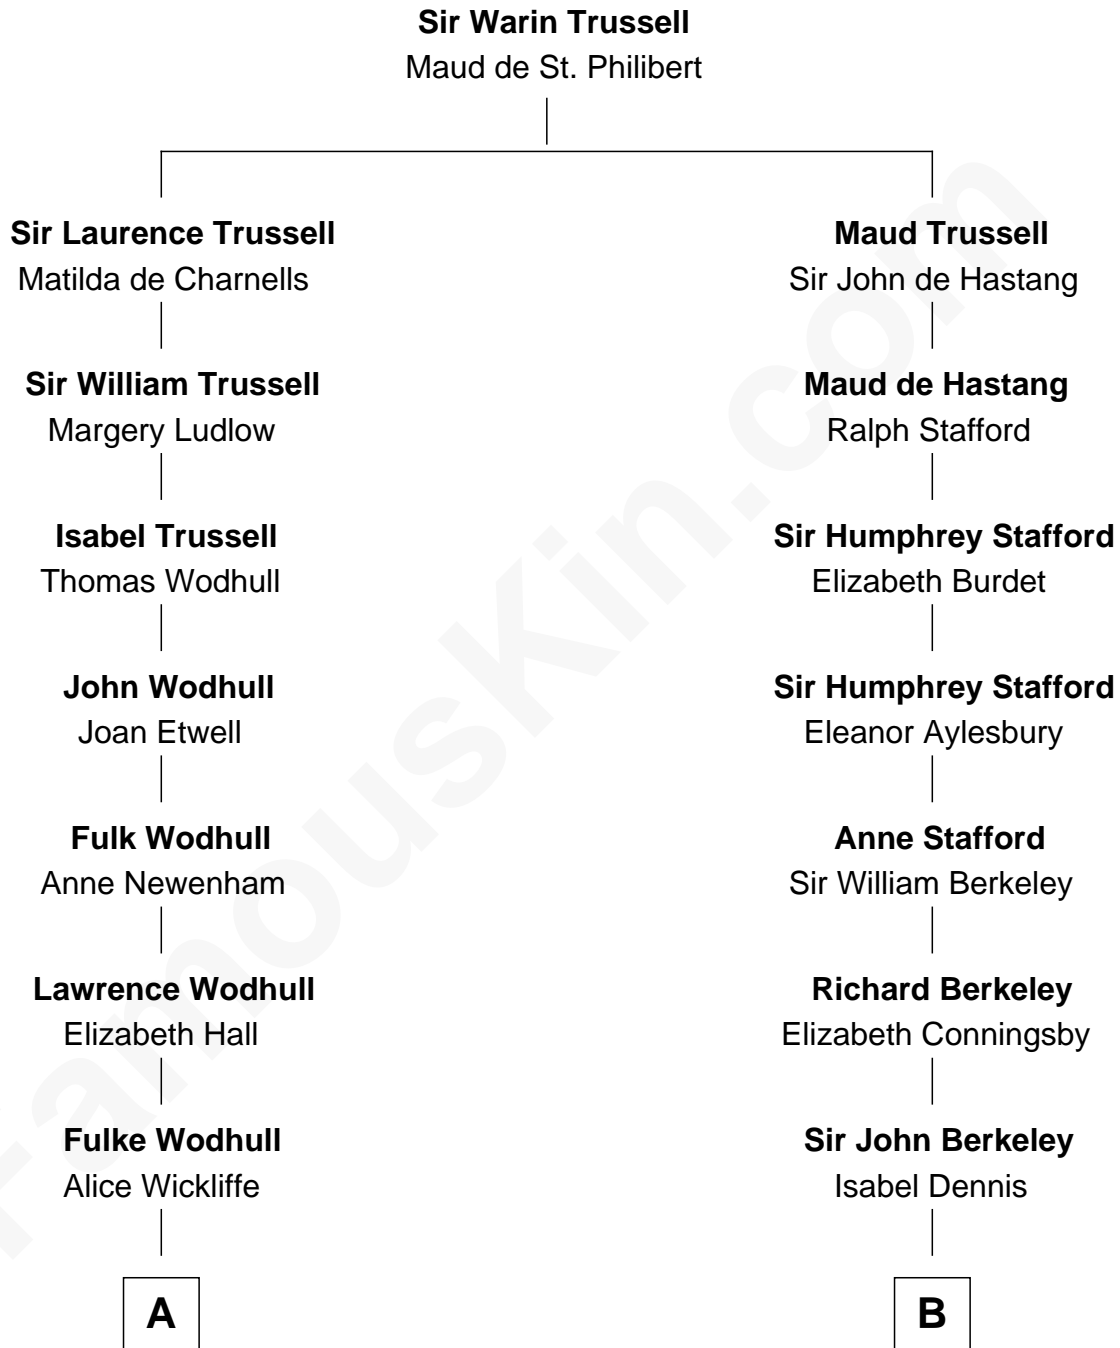 Sir Warin Trussell
Maud de St. Philibert
Sir Laurence Trussell
Matilda de Charnells
Maud Trussell
Sir John de Hastang
Sir William Trussell
Margery Ludlow
Maud de Hastang
Ralph Stafford
Isabel Trussell
Thomas Wodhull
Sir Humphrey Stafford
Elizabeth Burdet
John Wodhull
Joan Etwell
Sir Humphrey Stafford
Eleanor Aylesbury
Fulk Wodhull
Anne Newenham
Anne Stafford
Sir William Berkeley
Lawrence Wodhull
Elizabeth Hall
Richard Berkeley
Elizabeth Conningsby
Fulke Wodhull
Alice Wickliffe
Sir John Berkeley
Isabel Dennis
A
B
FamousKin.com